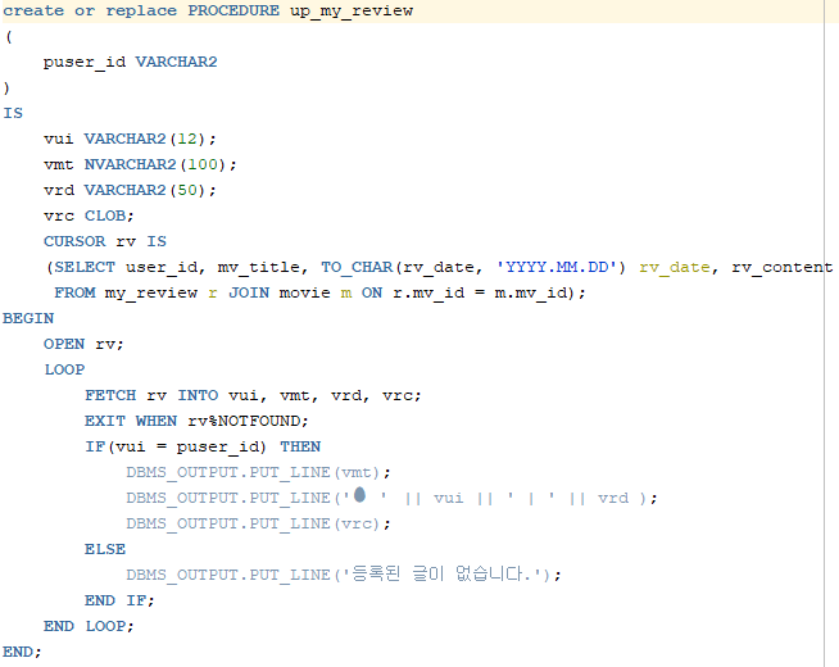 create or replace PROCEDURE up_my_review
(
    puser_id VARCHAR2
)
IS
    vui VARCHAR2(12);
    vmt NVARCHAR2(100);
    vrd VARCHAR2(50);
    vrc CLOB;
    CURSOR rv IS
    (SELECT user_id, mv_title, TO_CHAR(rv_date, 'YYYY.MM.DD') rv_date, rv_content
     FROM my_review r JOIN movie m ON r.mv_id = m.mv_id);
BEGIN
    OPEN rv;
    LOOP
        FETCH rv INTO vui, vmt, vrd, vrc;
        EXIT WHEN rv%NOTFOUND;
        IF(vui = puser_id) THEN
            DBMS_OUTPUT.PUT_LINE(vmt);
            DBMS_OUTPUT.PUT_LINE('● ' || vui || ' | ' || vrd );
            DBMS_OUTPUT.PUT_LINE(vrc);
        ELSE
            DBMS_OUTPUT.PUT_LINE('등록된 글이 없습니다.');
        END IF;
    END LOOP;
END;